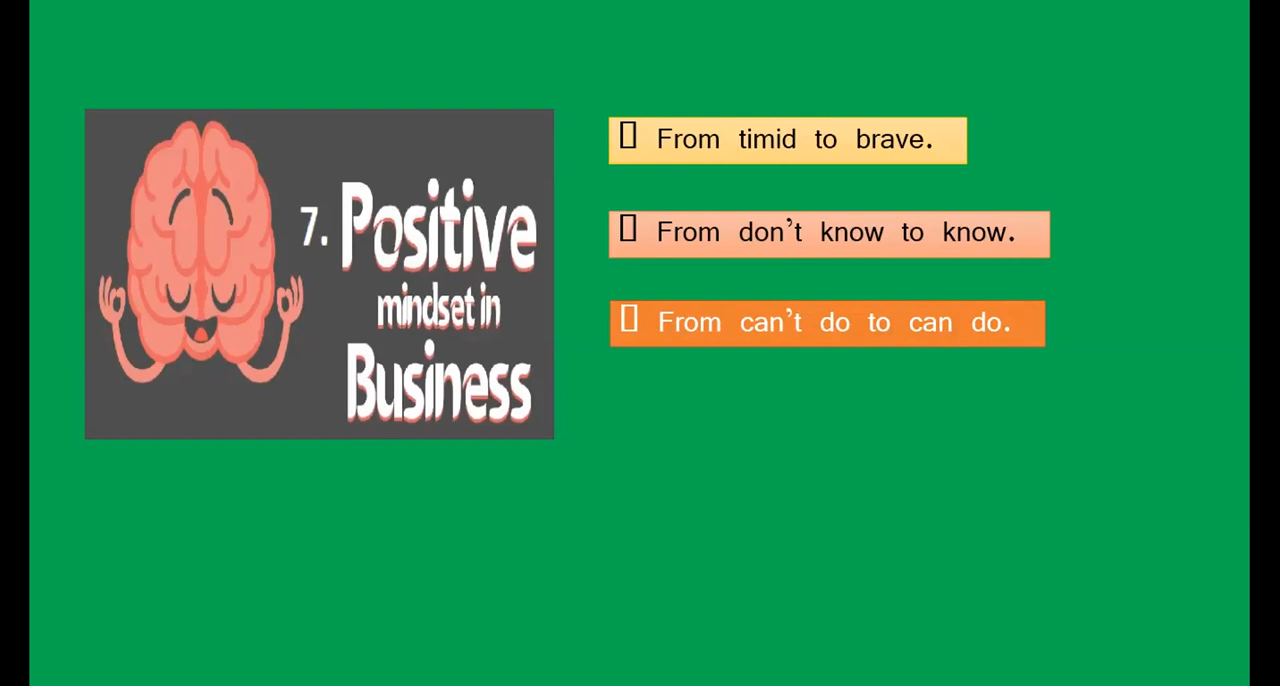 7. Positive
mindset in
Business
From timid to brave.
From don’t know to know.
From can’t do to can do.